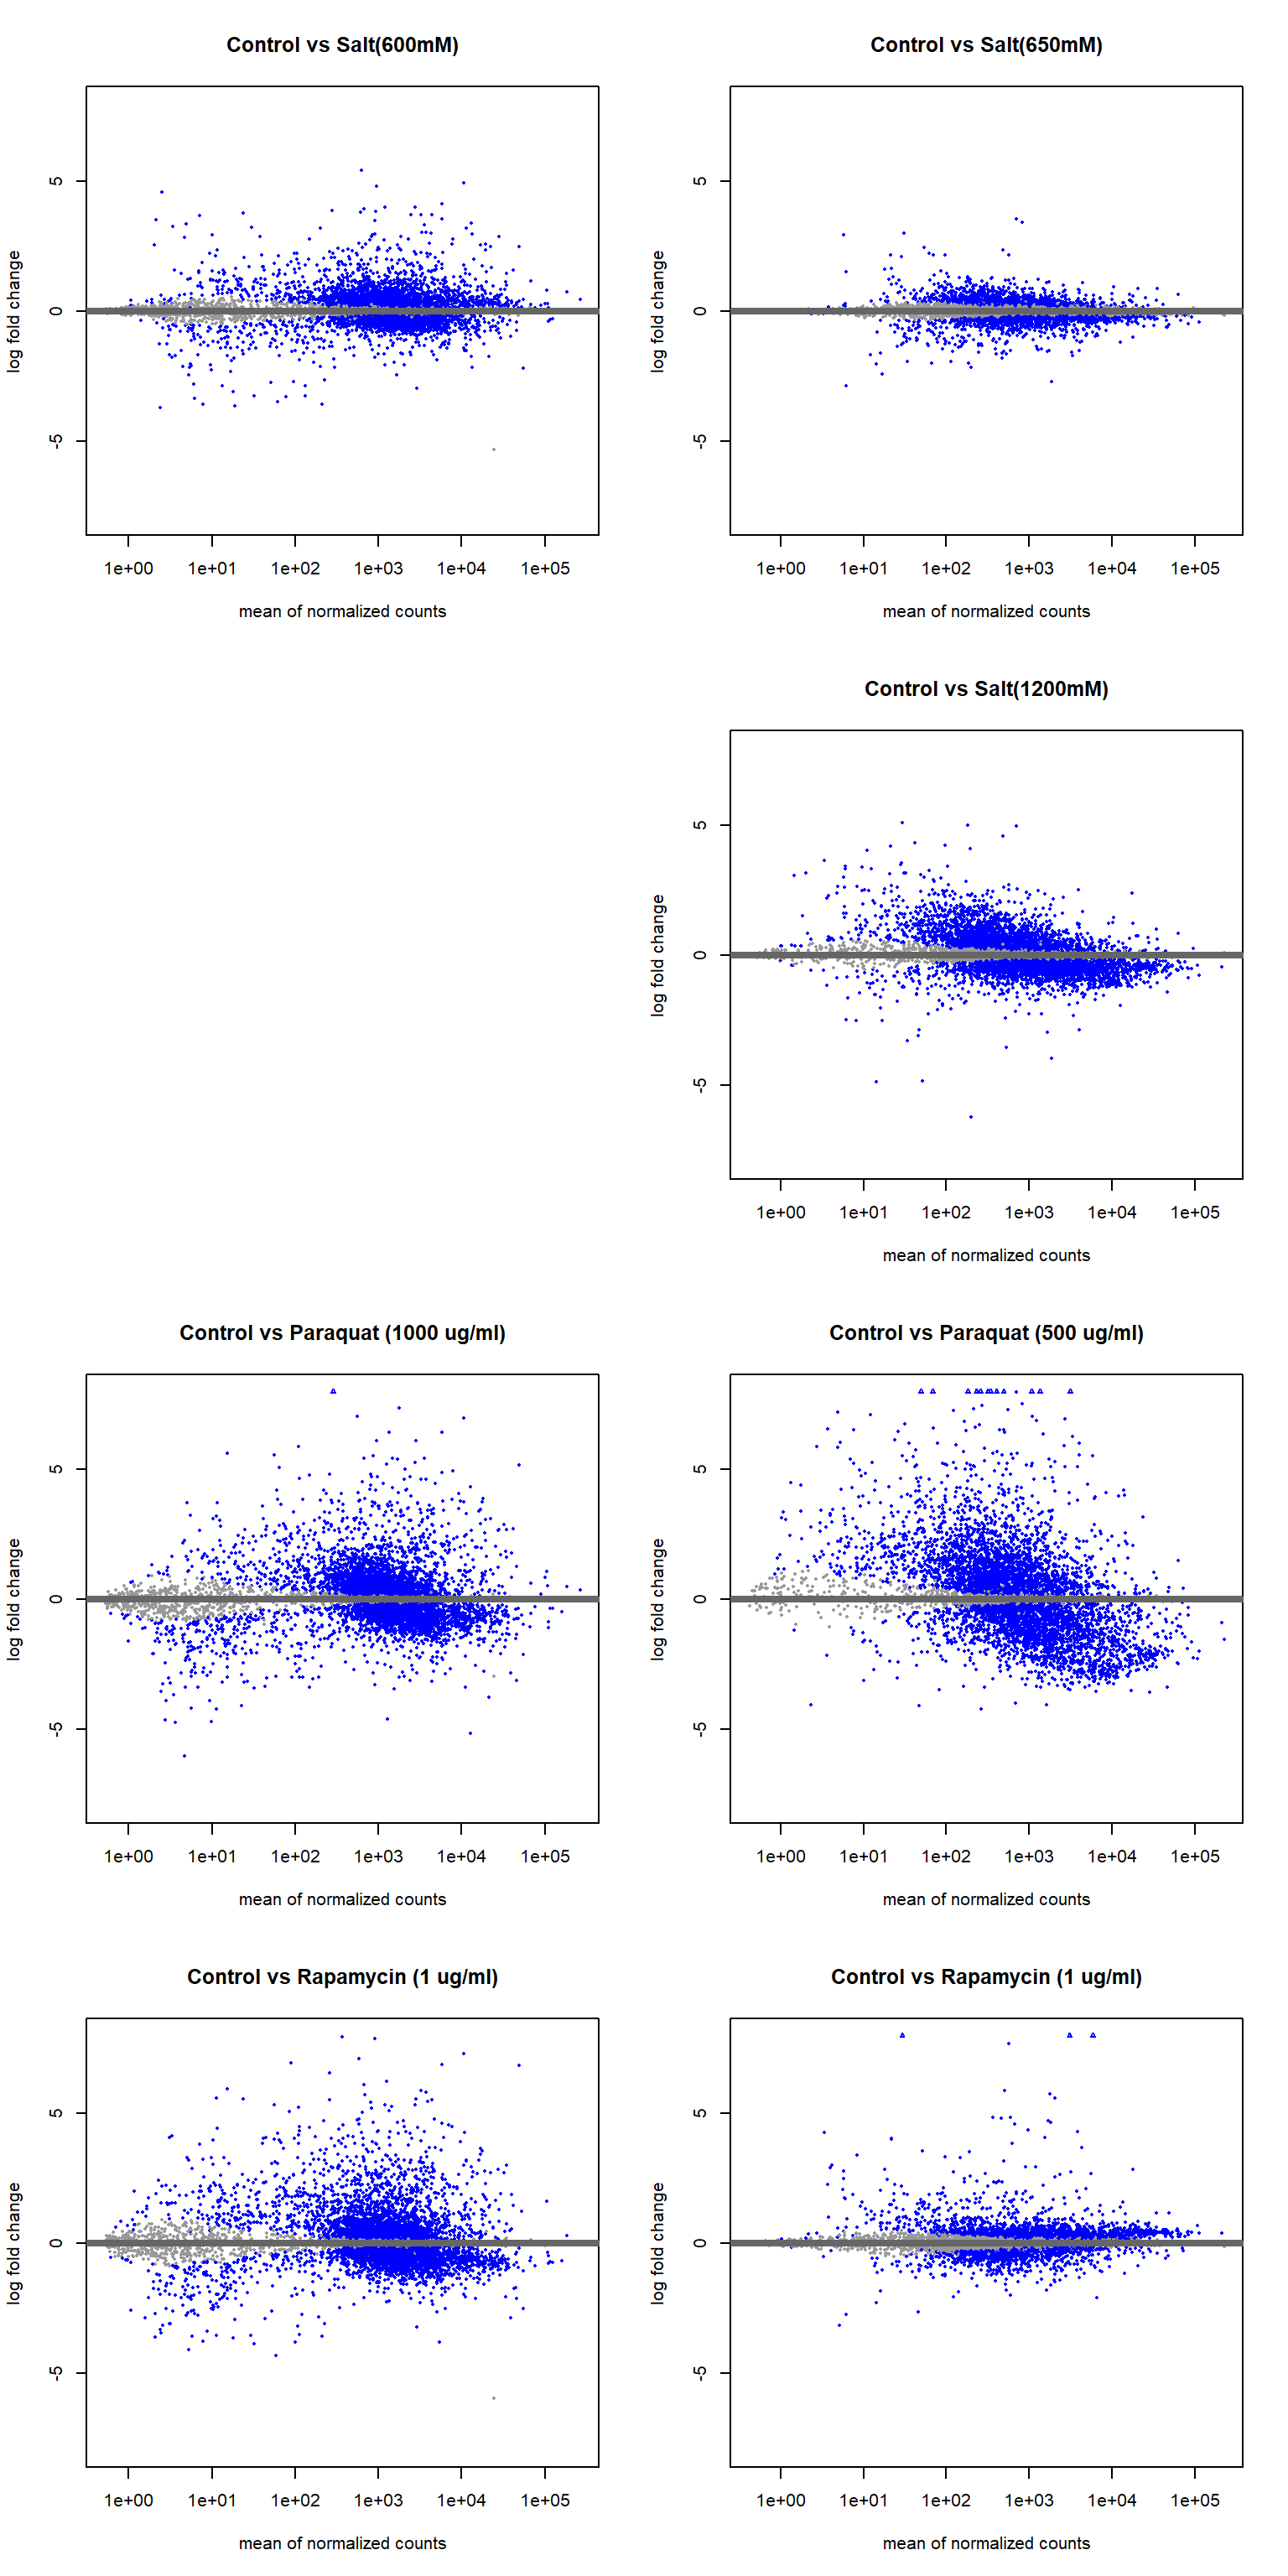 Control vs Salt(600mM)
log fold change
5
0
-5
1e+00 1e+01 1e+02 1e+03 1e+04 1e+05
mean of normalized counts
Control vs Salt(650mM)
log fold change
5
0
-5
1e+00 1e+01 1e+02 1e+03 1e+04 1e+05
mean of normalized counts
Control vs Salt(1200mM)
log fold change
5
0
-5
1e+00 1e+01 1e+02 1e+03 1e+04 1e+05
mean of normalized counts
Control vs Paraquat (1000 ug/ml)
log fold change
5
0
-5
1e+00 1e+01 1e+02 1e+03 1e+04 1e+05
mean of normalized counts
Control vs Paraquat (500 ug/ml)
log fold change
5
0
-5
1e+00 1e+01 1e+02 1e+03 1e+04 1e+05
mean of normalized counts
Control vs Rapamycin (1 ug/ml)
log fold change
5
0
-5
1e+00 1e+01 1e+02 1e+03 1e+04 1e+05
mean of normalized counts
Control vs Rapamycin (1 ug/ml)
log fold change
5
0
-5
1e+00 1e+01 1e+02 1e+03 1e+04 1e+05
mean of normalized counts